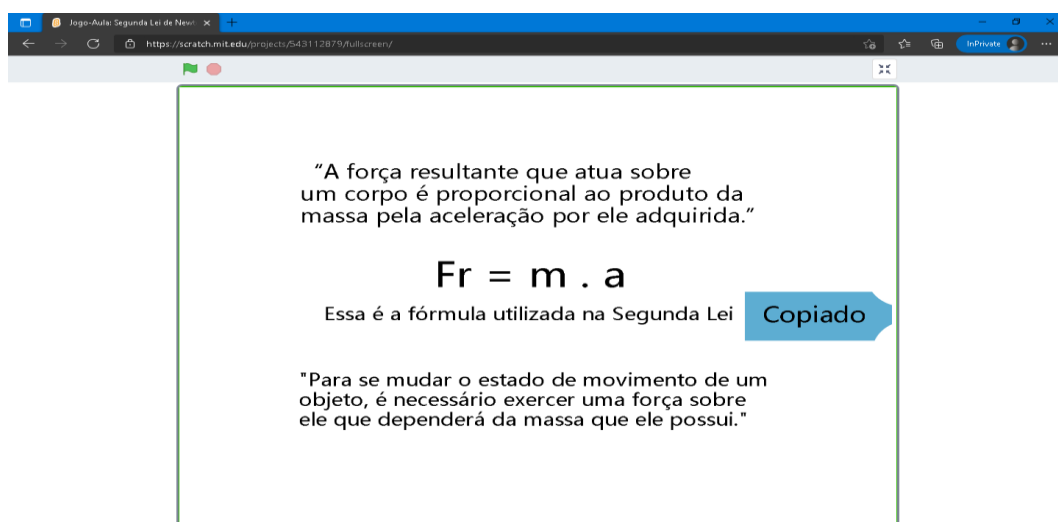 Jogo-Aula: Segunda Lei de Newt
https://scratch.mit.edu/projects/543112879/fullscreen/
InPrivate
“A força resultante que atua sobre
um corpo é proporcional ao produto da
massa pela aceleração por ele adquirida.”
Fr = m . a
Essa é a fórmula utilizada na Segunda Lei
Copiado
"Para se mudar o estado de movimento de um
objeto, é necessário exercer uma força sobre
ele que dependerá da massa que ele possui."